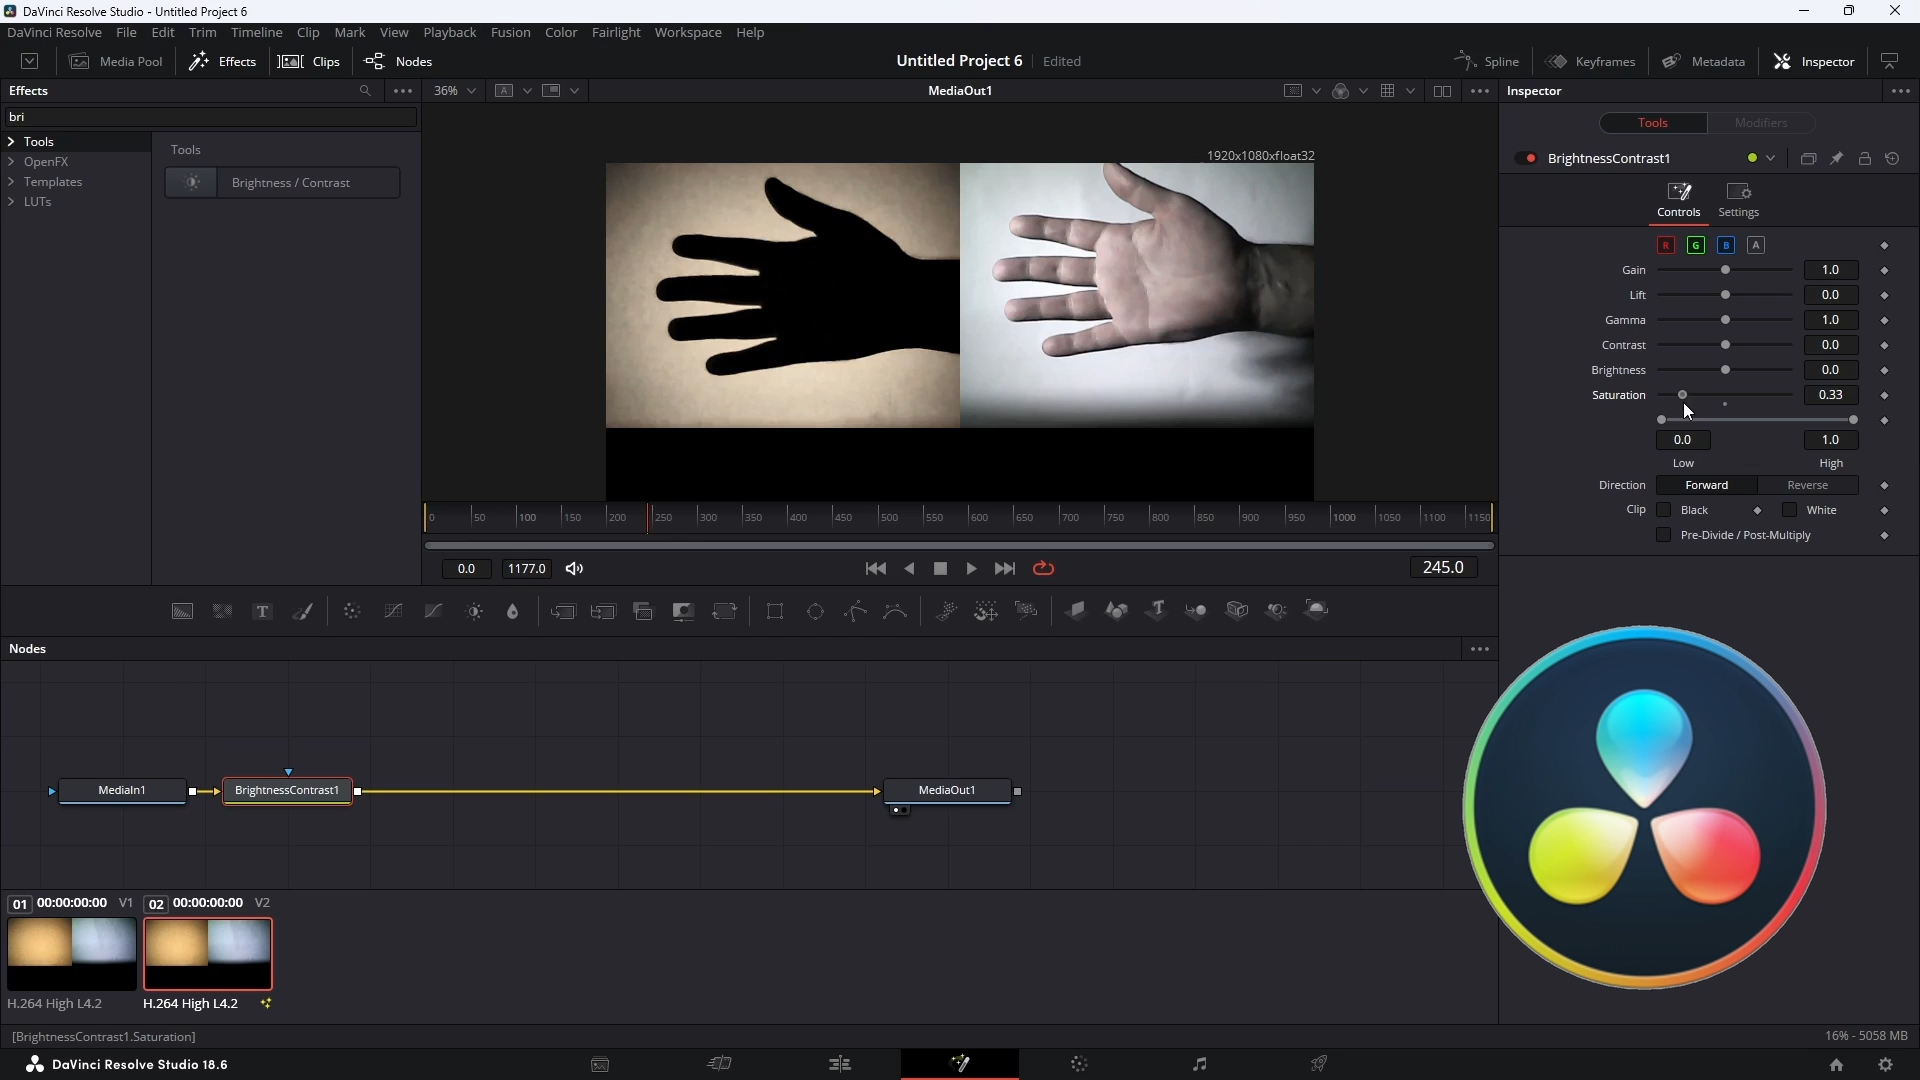 DaVinci Resolve Studio - Untitled Project 6
DaVinci Resolve File Edit Trim Timeline Clip Mark View Playback Fusion Color Fairlight Workspace Help
Media Pool Effects Clips Nodes Untitled Project 6 Edited Spline Keyframes Metadata Inspector
Effects 36% A MediaOut1 Inspector
bri
Tools
OpenFX
Templates
LUTs
Tools
Brightness / Contrast
1920x1080xfloat32
Tools Modifiers
BrightnessContrast1
Controls Settings
R G B A
Gain 1.0
Lift 0.0
Gamma 1.0
Contrast 0.0
Brightness 0.0
Saturation 0.33
0.0 1.0
Low High
Direction Forward Reverse
Clip Black White
Pre-Divide / Post-Multiply
0 50 100 150 200 250 300 350 400 450 500 550 600 650 700 750 800 850 900 950 1000 1050 1100 1150
0.0 1177.0 245.0
T T
Nodes
MediaIn1 BrightnessContrast1 MediaOut1
01 00:00:00:00 V1 02 00:00:00:00 V2
H.264 High L4.2 H.264 High L4.2
[BrightnessContrast1.Saturation] 16% - 5058 MB
DaVinci Resolve Studio 18.6